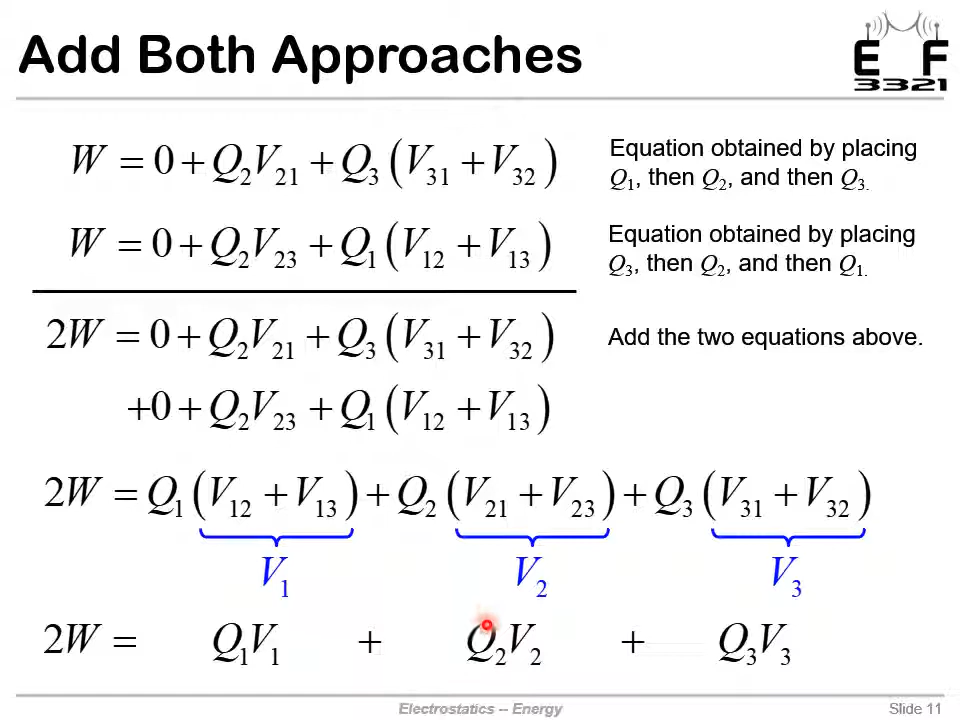 Add Both Approaches
E F
3321
W = 0 + Q₂V₂₁ + Q₃(V₃₁ + V₃₂)
Equation obtained by placing
Q₁, then Q₂, and then Q₃.
W = 0 + Q₂V₂₃ + Q₁(V₁₂ + V₁₃)
Equation obtained by placing
Q₃, then Q₂, and then Q₁.
2W = 0 + Q₂V₂₁ + Q₃(V₃₁ + V₃₂)
Add the two equations above.
+0 + Q₂V₂₃ + Q₁(V₁₂ + V₁₃)
2W = Q₁(V₁₂ + V₁₃) + Q₂(V₂₁ + V₂₃) + Q₃(V₃₁ + V₃₂)
V₁ V₂ V₃
2W = Q₁V₁ + Q₂V₂ + Q₃V₃
Electrostatics -- Energy
Slide 11